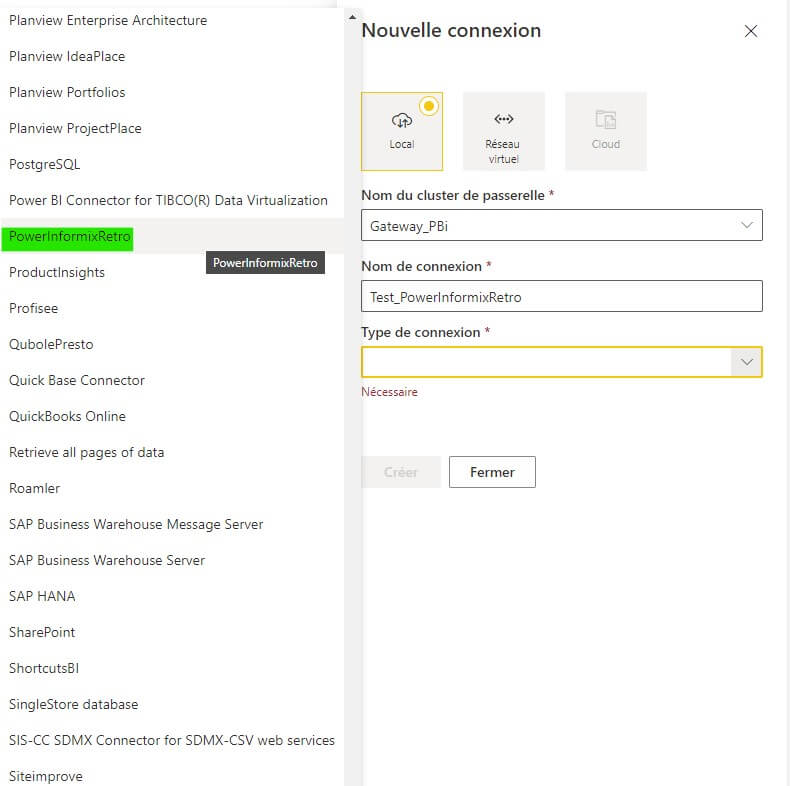 Planview Enterprise Architecture
Planview IdeaPlace
Planview Portfolios
Planview ProjectPlace
PostgreSQL
Power BI Connector for TIBCO(R) Data Virtualization
PowerInformixRetro
PowerInformixRetro
ProductInsights
Profisee
QubolePresto
Quick Base Connector
QuickBooks Online
Retrieve all pages of data
Roamler
SAP Business Warehouse Message Server
SAP Business Warehouse Server
SAP HANA
SharePoint
ShortcutsBI
SingleStore database
SIS-CC SDMX Connector for SDMX-CSV web services
Siteimprove
Nouvelle connexion
Local
Réseau
virtuel
Cloud
Nom du cluster de passerelle *
Gateway_PBi
Nom de connexion *
Test_PowerInformixRetro
Type de connexion *
Nécessaire
Créer
Fermer